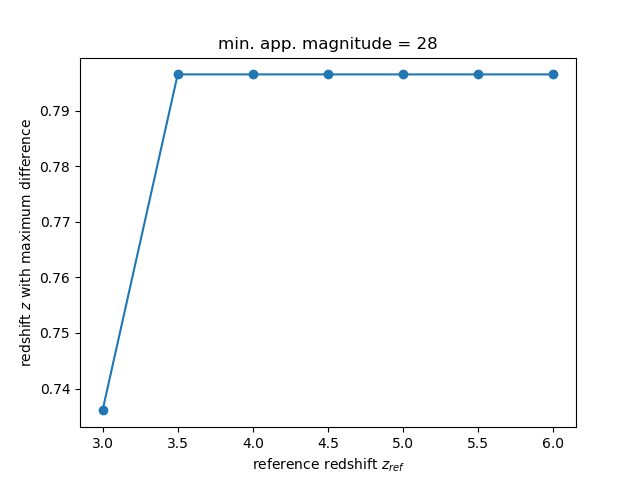 min. app. magnitude = 28
redshift z with maximum difference
0.79
0.78
0.77
0.76
0.75
0.74
3.0 3.5 4.0 4.5 5.0 5.5 6.0
reference redshift z_ref